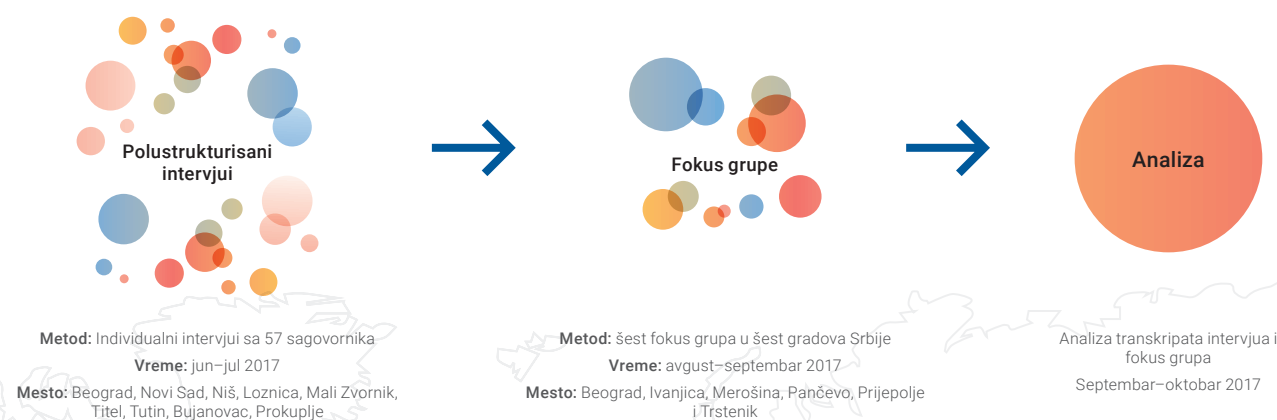 Polustrukturisani
intervjui
Metod: Individualni intervjui sa 57 sagovornika
Vreme: jun–jul 2017
Mesto: Beograd, Novi Sad, Niš, Loznica, Mali Zvornik,
Titel, Tutin, Bujanovac, Prokuplje
Fokus grupe
Metod: šest fokus grupa u šest gradova Srbije
Vreme: avgust–septembar 2017
Mesto: Beograd, Ivanjica, Merošina, Pančevo, Prijepolje
i Trstenik
Analiza
Analiza transkripata intervjua i
fokus grupa
Septembar–oktobar 2017